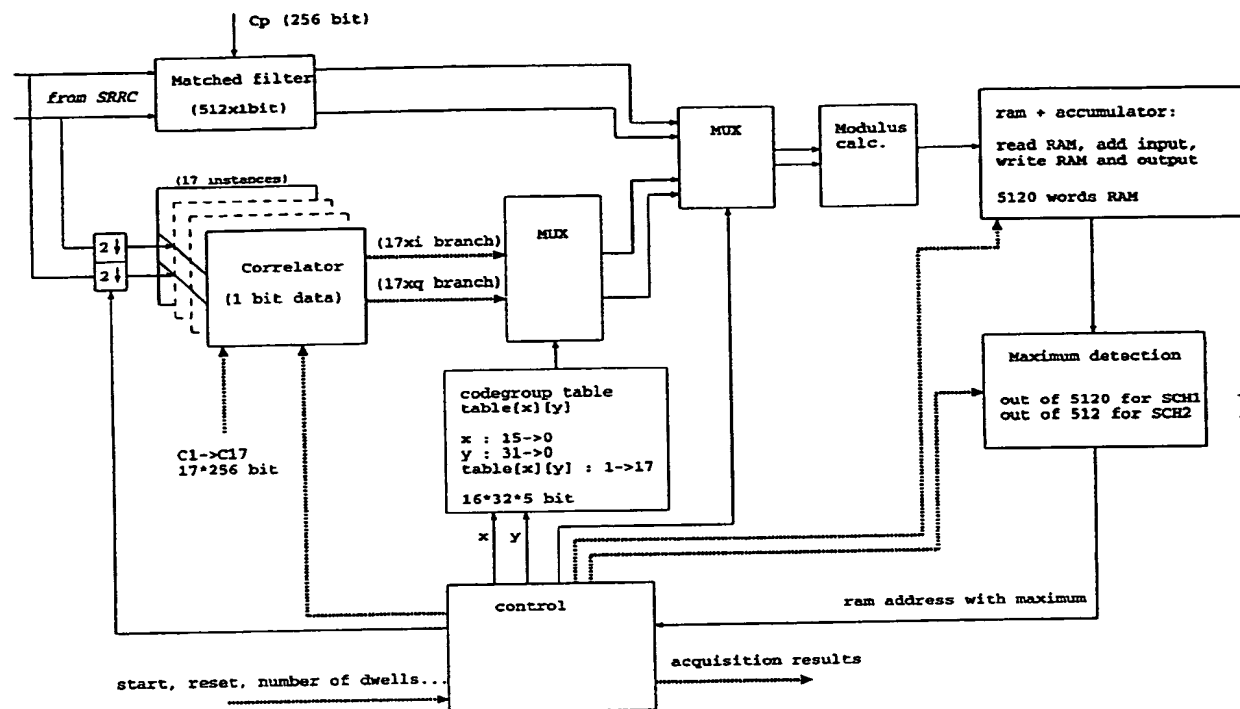 Cp (256 bit)
from SRRC
Matched filter
(512x1bit)
MUX
Modulus
calc.
ram + accumulator:
read RAM, add input,
write RAM and output
5120 words RAM
(17 instances)
2
2
Correlator
(1 bit data)
(17xi branch)
(17xq branch)
MUX
C1->C17
17*256 bit
codegroup table
table[x][y]
x : 15->0
y : 31->0
table[x][y] : 1->17
16*32*5 bit
Maximum detection
out of 5120 for SCH1
out of 512 for SCH2
x
y
control
ram address with maximum
acquisition results
start, reset, number of dwells...